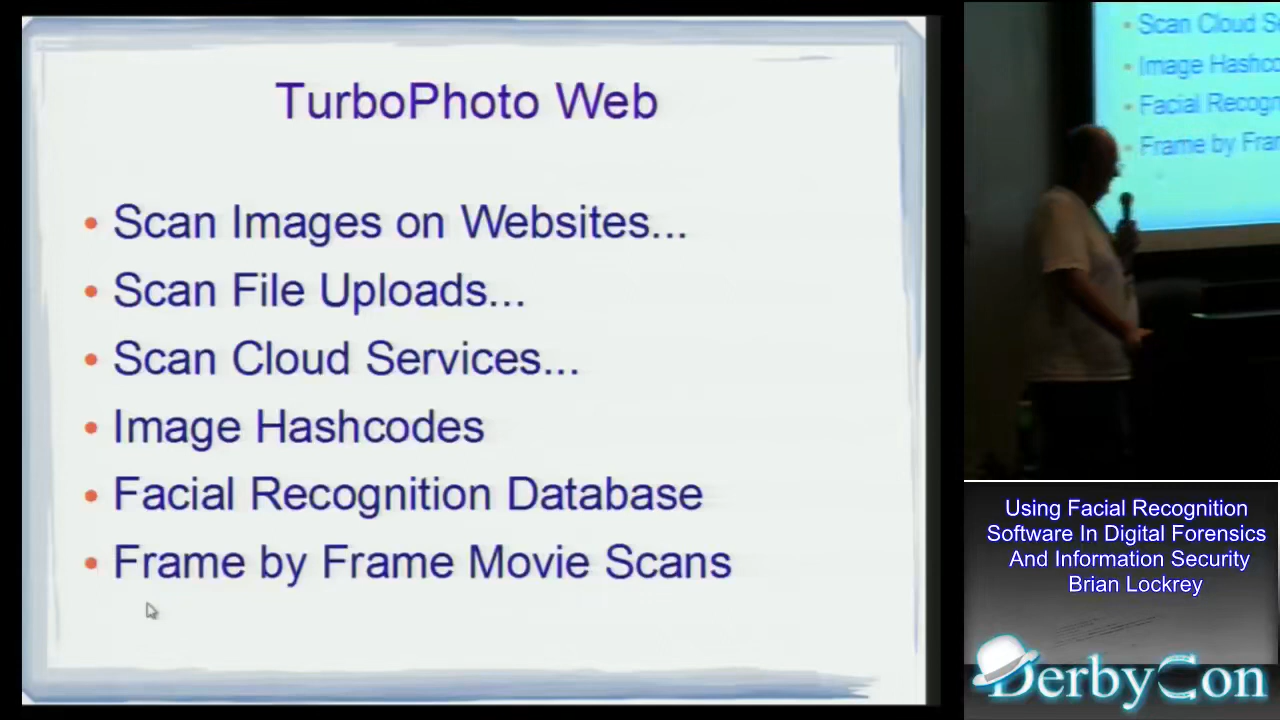 TurboPhoto Web
• Scan Images on Websites...
• Scan File Uploads...
• Scan Cloud Services...
• Image Hashcodes
• Facial Recognition Database
• Frame by Frame Movie Scans
• Scan Cloud S
• Image Hashc
• Facial Recogn
• Frame by Fra
Using Facial Recognition
Software In Digital Forensics
And Information Security
Brian Lockrey
DerbyCon